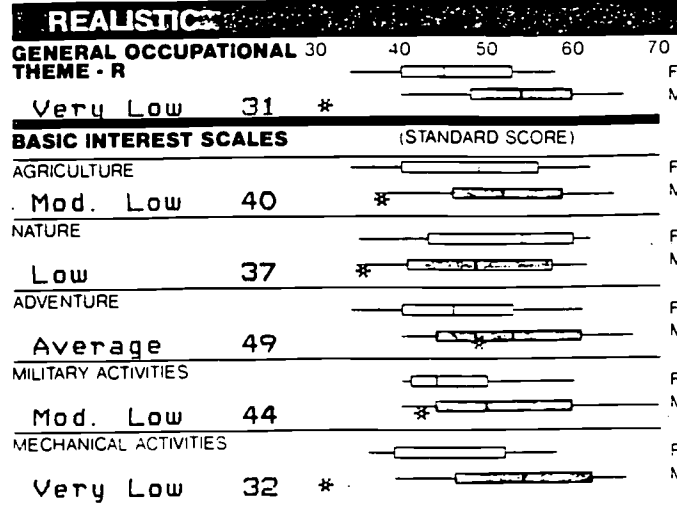 REALISTIC
GENERAL OCCUPATIONAL 30 40 50 60 70
THEME - R
F
M
Very Low 31 *
BASIC INTEREST SCALES (STANDARD SCORE)
AGRICULTURE F
M
Mod. Low 40 *
NATURE F
M
Low 37 *
ADVENTURE F
M
Average 49 *
MILITARY ACTIVITIES F
M
Mod. Low 44 *
MECHANICAL ACTIVITIES F
M
Very Low 32 *